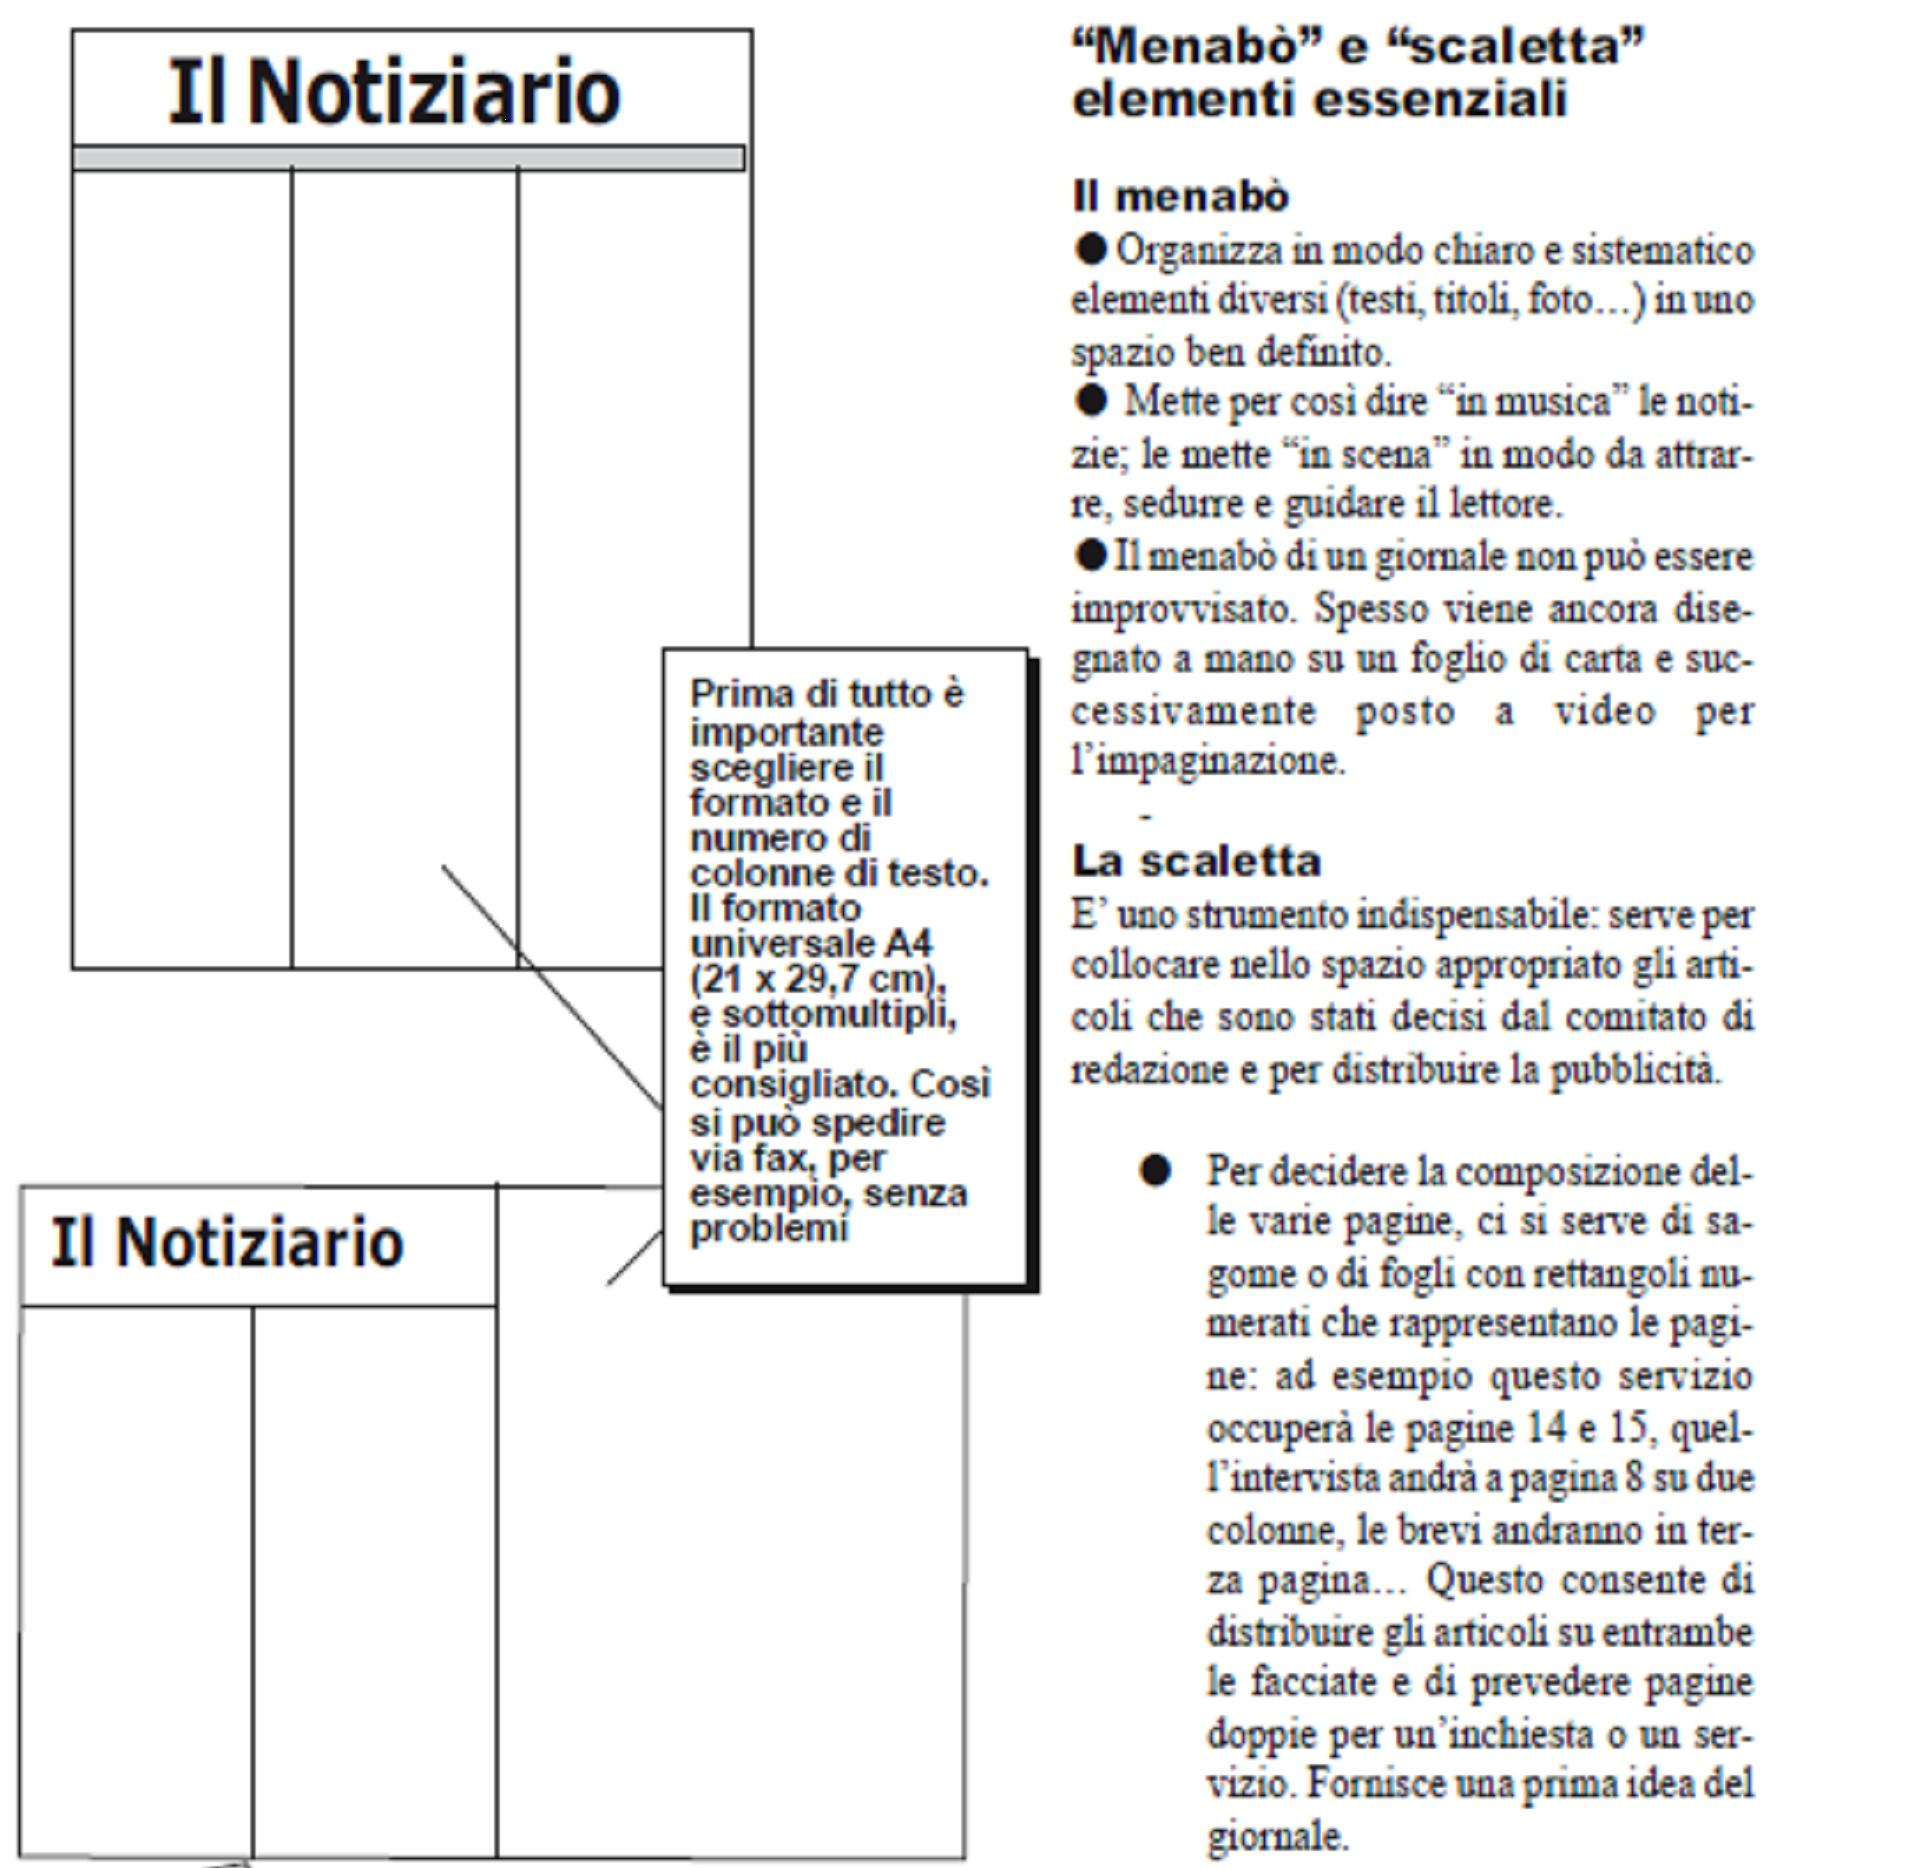 Il Notiziario
Prima di tutto è
importante
scegliere il
formato e il
numero di
colonne di testo.
Il formato
universale A4
(21 x 29,7 cm),
e sottomultipli,
è il più
consigliato. Così
si può spedire
via fax, per
esempio, senza
problemi
Il Notiziario
“Menabò” e “scaletta”
elementi essenziali
Il menabò
● Organizza in modo chiaro e sistematico
elementi diversi (testi, titoli, foto…) in uno
spazio ben definito.
● Mette per così dire “in musica” le noti-
zie; le mette “in scena” in modo da attrar-
re, sedurre e guidare il lettore.
● Il menabò di un giornale non può essere
improvvisato. Spesso viene ancora dise-
gnato a mano su un foglio di carta e suc-
cessivamente posto a video per
l’impaginazione.
-
La scaletta
E’ uno strumento indispensabile: serve per
collocare nello spazio appropriato gli arti-
coli che sono stati decisi dal comitato di
redazione e per distribuire la pubblicità.
● Per decidere la composizione del-
le varie pagine, ci si serve di sa-
gome o di fogli con rettangoli nu-
merati che rappresentano le pagi-
ne: ad esempio questo servizio
occuperà le pagine 14 e 15, quel-
l’intervista andrà a pagina 8 su due
colonne, le brevi andranno in ter-
za pagina… Questo consente di
distribuire gli articoli su entrambe
le facciate e di prevedere pagine
doppie per un’inchiesta o un ser-
vizio. Fornisce una prima idea del
giornale.